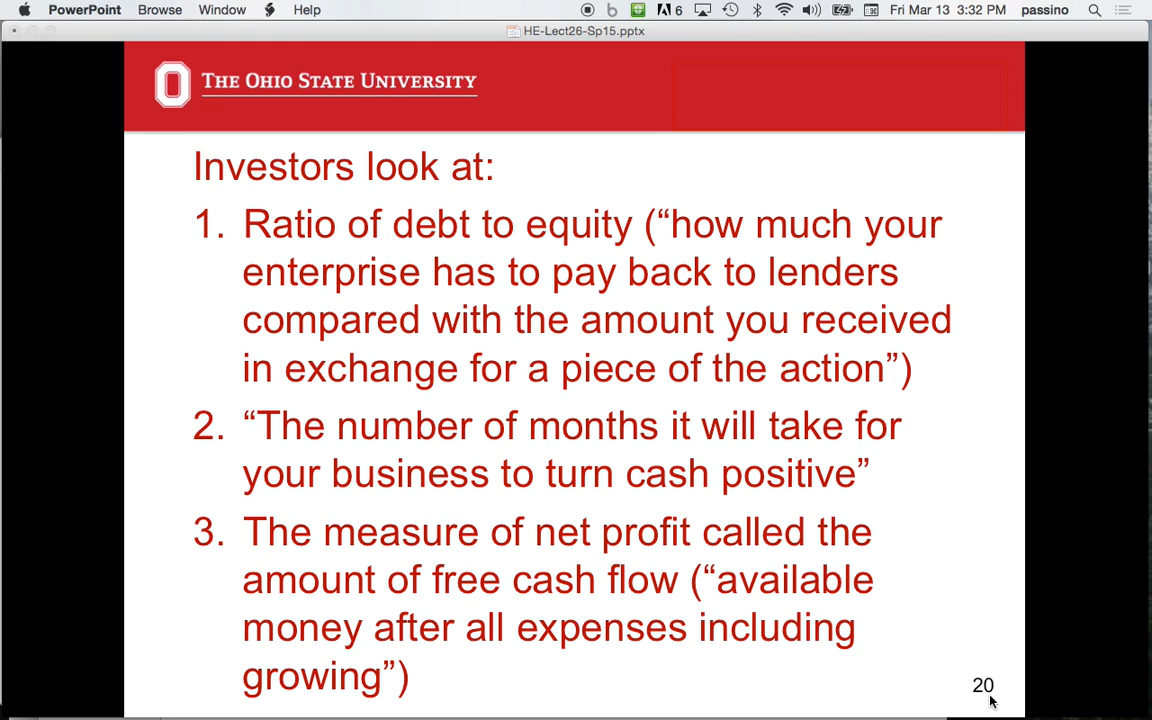 PowerPoint Browse Window Help 6 Fri Mar 13 3:32 PM passino
HE-Lect26-Sp15.pptx
THE OHIO STATE UNIVERSITY
Investors look at:
1. Ratio of debt to equity (“how much your
enterprise has to pay back to lenders
compared with the amount you received
in exchange for a piece of the action”)
2. “The number of months it will take for
your business to turn cash positive”
3. The measure of net profit called the
amount of free cash flow (“available
money after all expenses including
growing”)
20